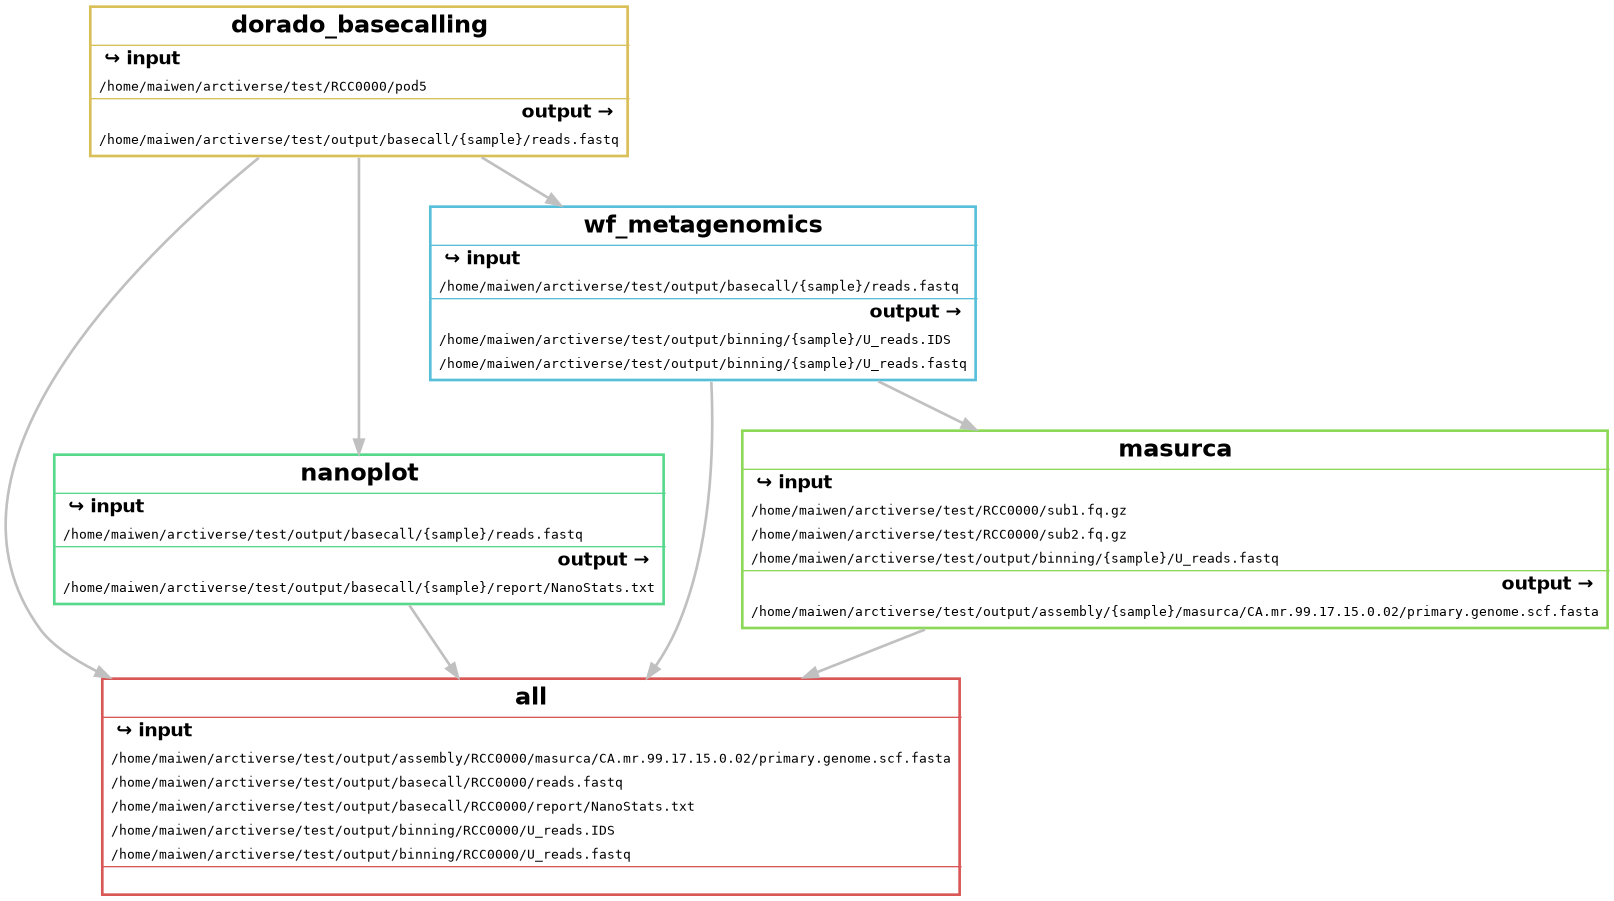 dorado_basecalling
↪ input
/home/maiwen/arctiverse/test/RCC0000/pod5
output →
/home/maiwen/arctiverse/test/output/basecall/{sample}/reads.fastq
wf_metagenomics
↪ input
/home/maiwen/arctiverse/test/output/basecall/{sample}/reads.fastq
output →
/home/maiwen/arctiverse/test/output/binning/{sample}/U_reads.IDS
/home/maiwen/arctiverse/test/output/binning/{sample}/U_reads.fastq
nanoplot
↪ input
/home/maiwen/arctiverse/test/output/basecall/{sample}/reads.fastq
output →
/home/maiwen/arctiverse/test/output/basecall/{sample}/report/NanoStats.txt
masurca
↪ input
/home/maiwen/arctiverse/test/RCC0000/sub1.fq.gz
/home/maiwen/arctiverse/test/RCC0000/sub2.fq.gz
/home/maiwen/arctiverse/test/output/binning/{sample}/U_reads.fastq
output →
/home/maiwen/arctiverse/test/output/assembly/{sample}/masurca/CA.mr.99.17.15.0.02/primary.genome.scf.fasta
all
↪ input
/home/maiwen/arctiverse/test/output/assembly/RCC0000/masurca/CA.mr.99.17.15.0.02/primary.genome.scf.fasta
/home/maiwen/arctiverse/test/output/basecall/RCC0000/reads.fastq
/home/maiwen/arctiverse/test/output/basecall/RCC0000/report/NanoStats.txt
/home/maiwen/arctiverse/test/output/binning/RCC0000/U_reads.IDS
/home/maiwen/arctiverse/test/output/binning/RCC0000/U_reads.fastq